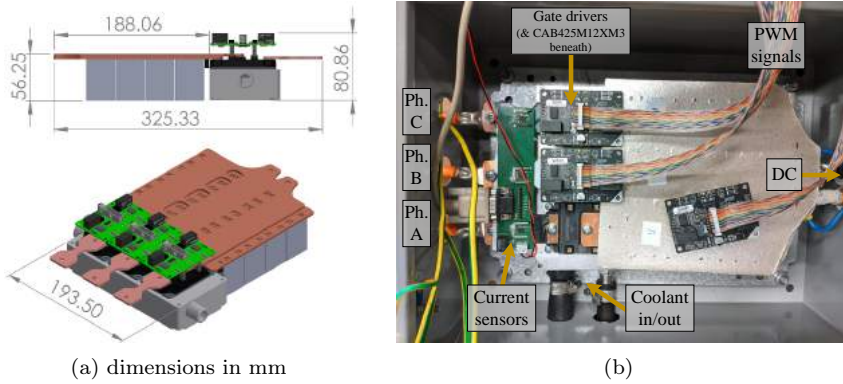 188.06
56.25
80.86
325.33
193.50
(a) dimensions in mm
Gate drivers
(& CAB425M12XM3
beneath)
PWM
signals
Ph.
C
Ph.
B
Ph.
A
DC
Current
sensors
Coolant
in/out
(b)